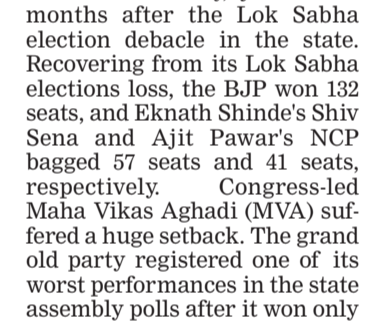 months after the Lok Sabha
election debacle in the state.
Recovering from its Lok Sabha
elections loss, the BJP won 132
seats, and Eknath Shinde's Shiv
Sena and Ajit Pawar's NCP
bagged 57 seats and 41 seats,
respectively. Congress-led
Maha Vikas Aghadi (MVA) suf-
fered a huge setback. The grand
old party registered one of its
worst performances in the state
assembly polls after it won only